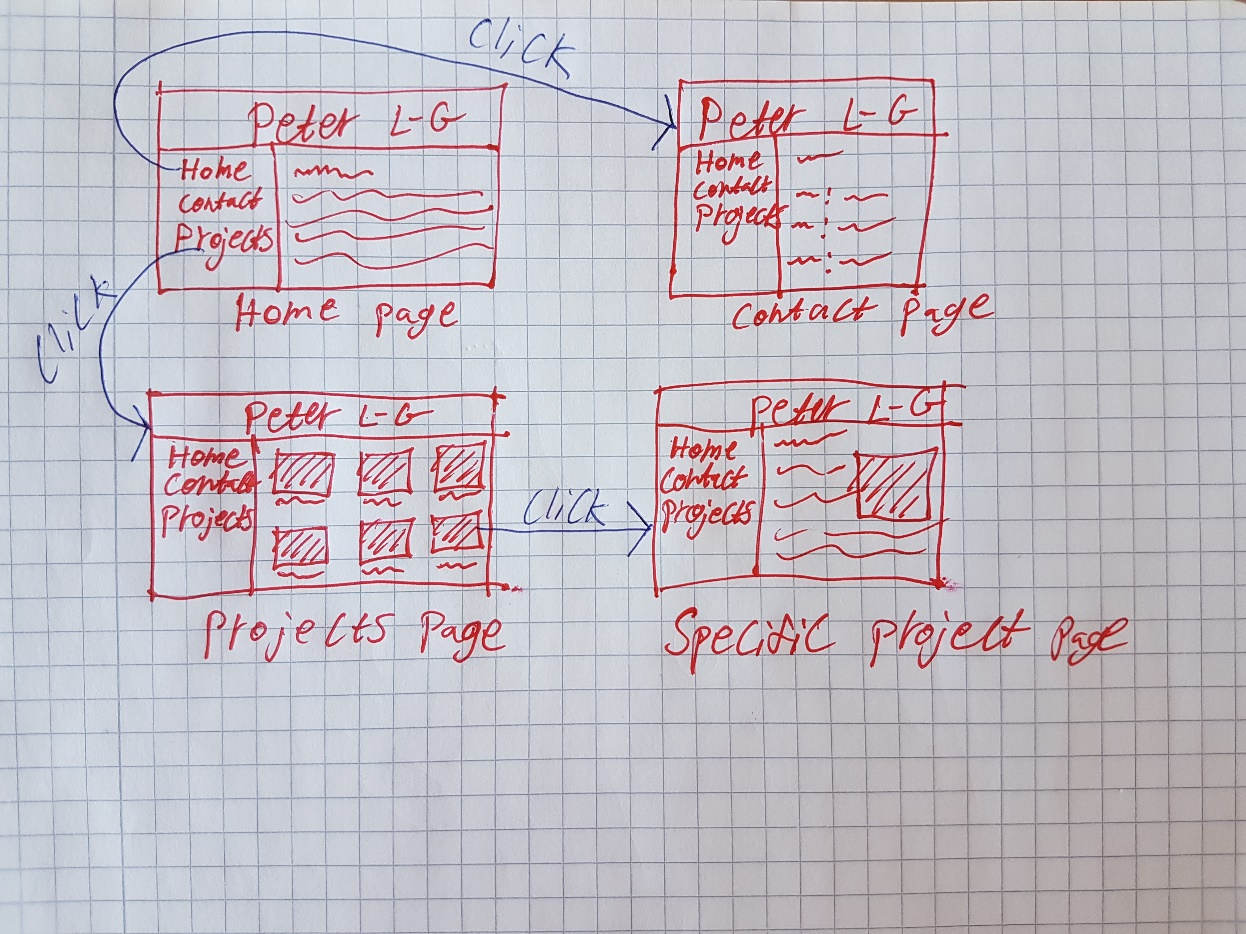 Click
Peter L-G
Home
Contact
Projects
Home page
Peter L-G
Home
Contact
Projects
Contact Page
Click
Peter L-G
Home
Contact
Projects
Projects Page
Click
Peter L-G
Home
Contact
Projects
Specific project Page